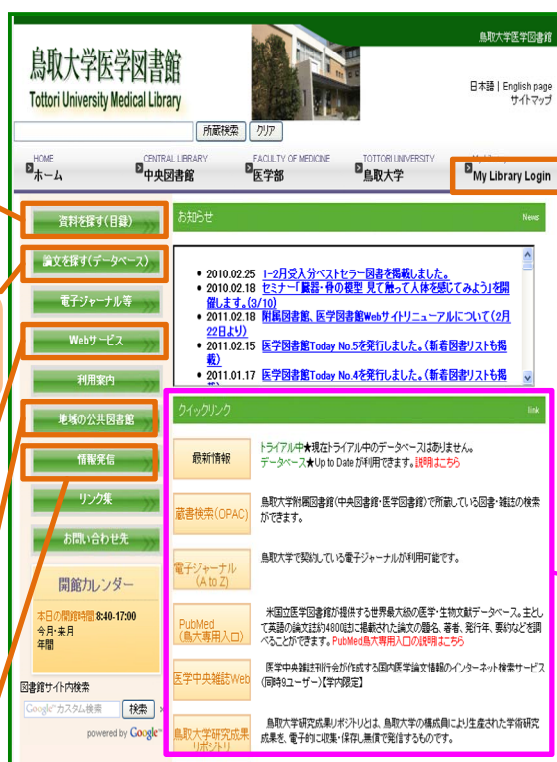 鳥取大学医学図書館
鳥取大学医学図書館
Tottori University Medical Library
日本語 | English page
サイトマップ
所蔵検索 クリア
HOME
ホーム
CENTRAL LIBRARY
中央図書館
FACULTY OF MEDICINE
医学部
TOTTORI UNIVERSITY
鳥取大学
My Library Login
資料を探す(目録)
論文を探す(データベース)
電子ジャーナル等
Webサービス
利用案内
地域の公共図書館
情報発信
リンク集
お問い合わせ先
開館カレンダー
本日の開館時間 8:40-17:00
今月・来月
年間
図書館サイト内検索
Google™カスタム検索 検索 ×
powered by Google™
お知らせ News
• 2010.02.25 1-2月受入分ベストセラー図書を掲載しました。
• 2010.02.18 セミナー「臓器・骨の模型 見て触って人体を感じてみよう」を開
催します。(3/10)
• 2011.02.18 附属図書館、医学図書館Webサイトリニューアルについて(2月
22日より)
• 2011.02.15 医学図書館Today No.5を発行しました。(新着図書リストも掲
載)
• 2011.01.17 医学図書館Today No.4を発行しました。(新着図書リストも掲
クイックリンク link
最新情報
トライアル中★現在トライアル中のデータベースはありません。
データベース★Up to Date が利用できます。説明はこちら
蔵書検索(OPAC)
鳥取大学附属図書館(中央図書館・医学図書館)で所蔵している図書・雑誌の検索
ができます。
電子ジャーナル
(A to Z)
鳥取大学で契約している電子ジャーナルが利用可能です。
PubMed
(鳥大専用入口)
米国立医学図書館が提供する世界最大級の医学・生物文献データベース。主とし
て英語の論文誌約4800誌に掲載された論文の題名、著者、発行年、要約などを調
べることができます。PubMed鳥大専用入口の説明はこちら
医学中央雑誌Web
医学中央雑誌刊行会が作成する国内医学論文情報のインターネット検索サービス
(同時9ユーザー)【学内限定】
鳥取大学研究成果
リポジトリ
鳥取大学研究成果リポジトリとは、鳥取大学の構成員により生産された学術研究
成果を、電子的に収集・保存し無償で発信するものです。